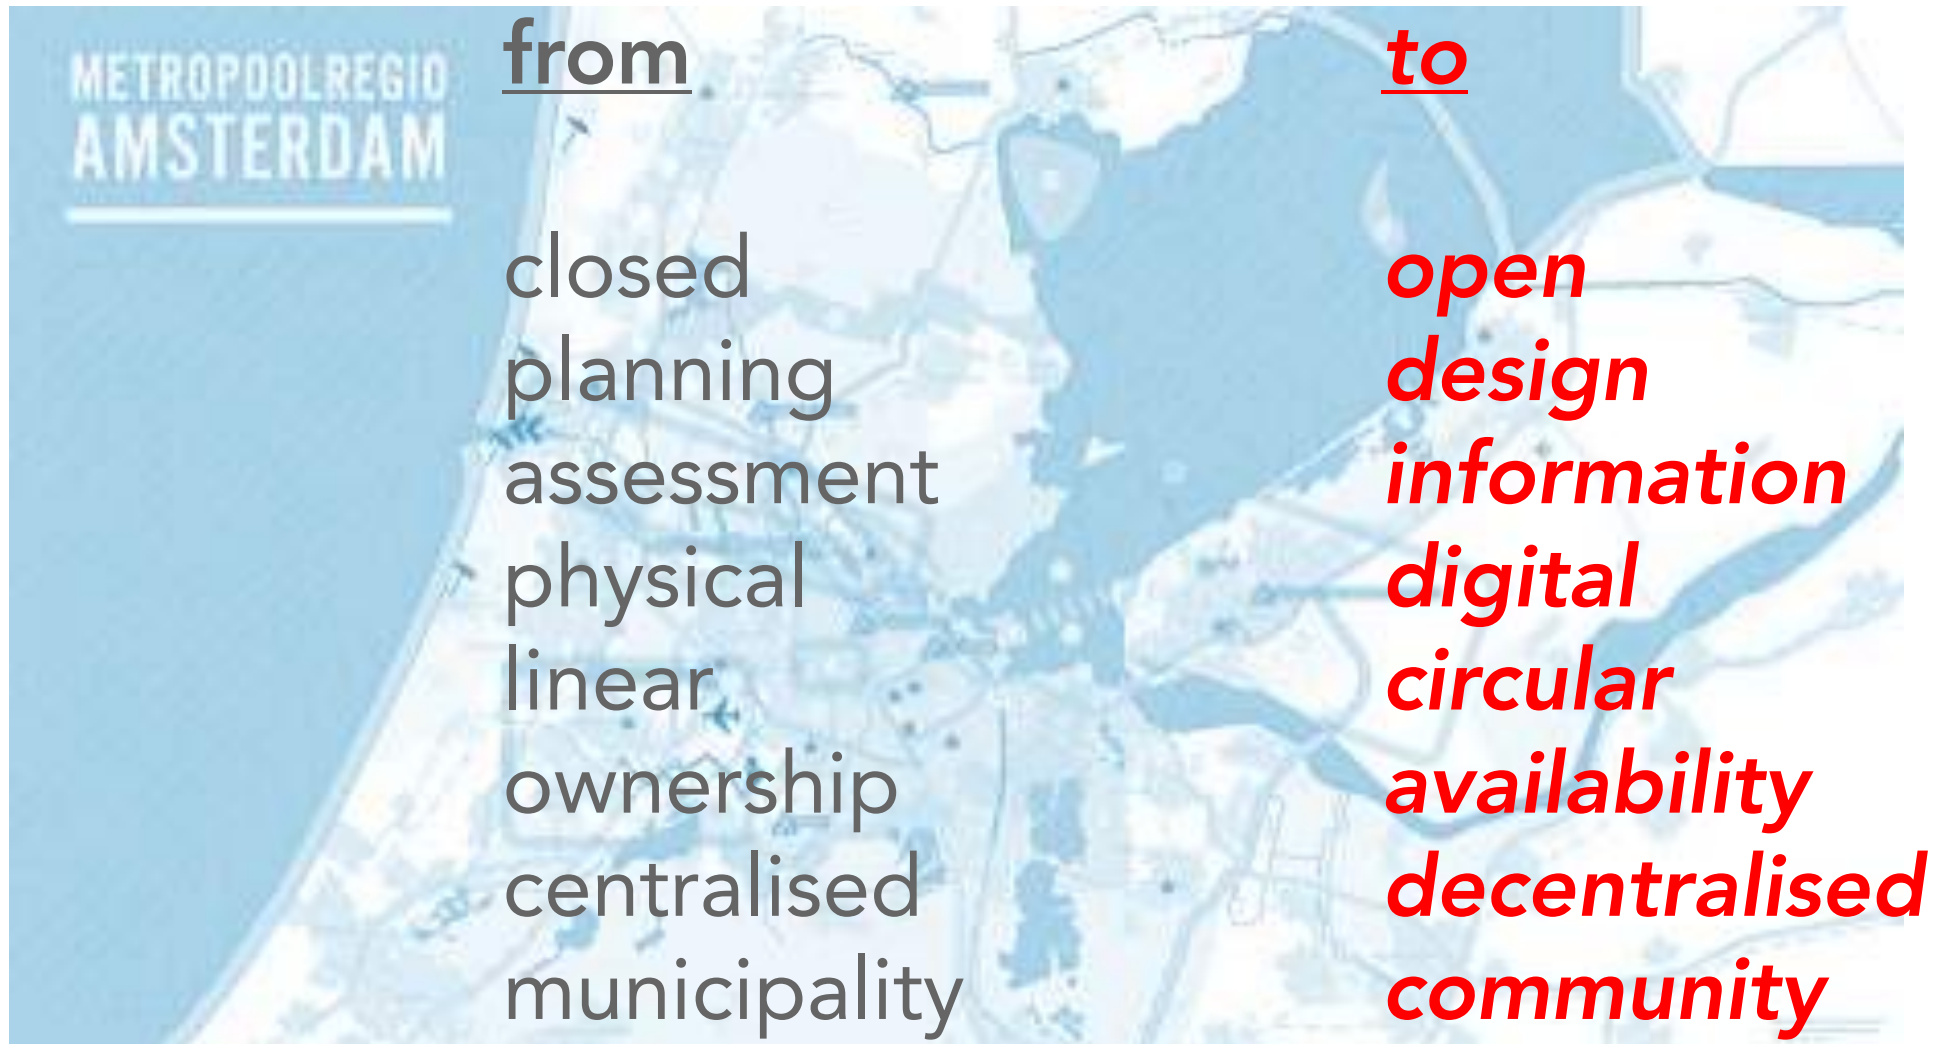 METROPOOLREGIO
AMSTERDAM
from to
closed open
planning design
assessment information
physical digital
linear circular
ownership availability
centralised decentralised
municipality community